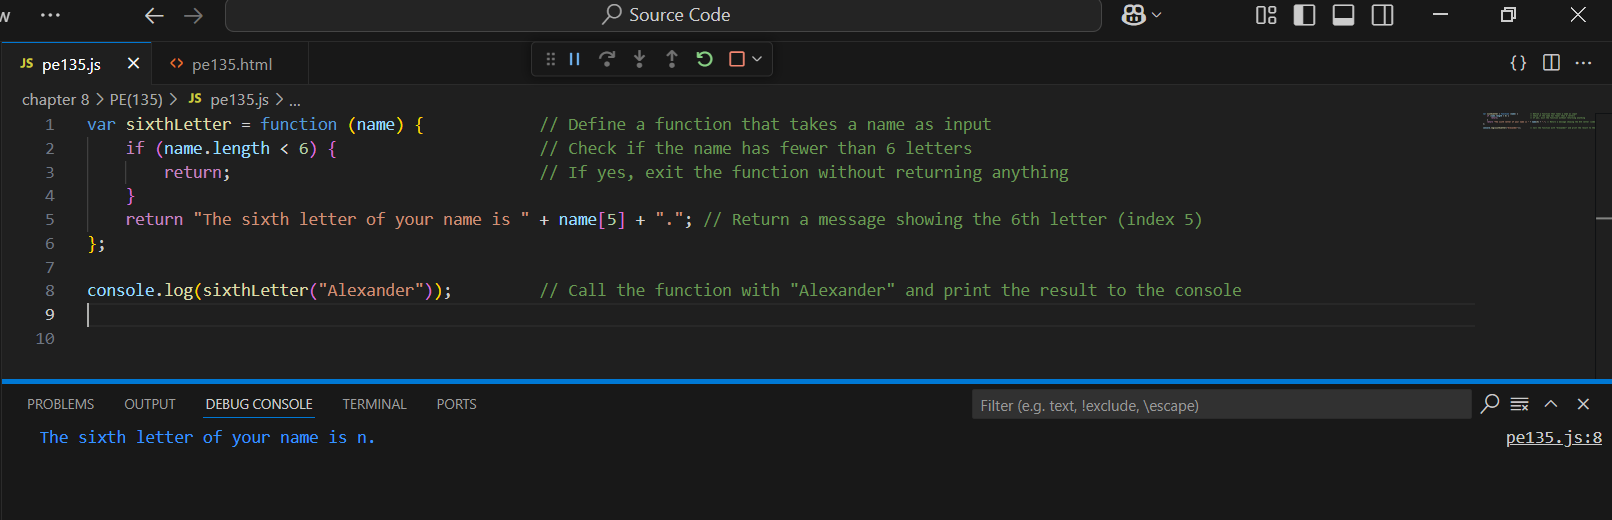 w ··· Source Code
JS pe135.js <> pe135.html {} ···
chapter 8 > PE(135) > JS pe135.js > ...
1 var sixthLetter = function (name) { // Define a function that takes a name as input
2 if (name.length < 6) { // Check if the name has fewer than 6 letters
3 return; // If yes, exit the function without returning anything
4 }
5 return "The sixth letter of your name is " + name[5] + "."; // Return a message showing the 6th letter (index 5)
6 };
7
8 console.log(sixthLetter("Alexander")); // Call the function with "Alexander" and print the result to the console
9
10
PROBLEMS OUTPUT DEBUG CONSOLE TERMINAL PORTS Filter (e.g. text, !exclude, \escape)
The sixth letter of your name is n. pe135.js:8